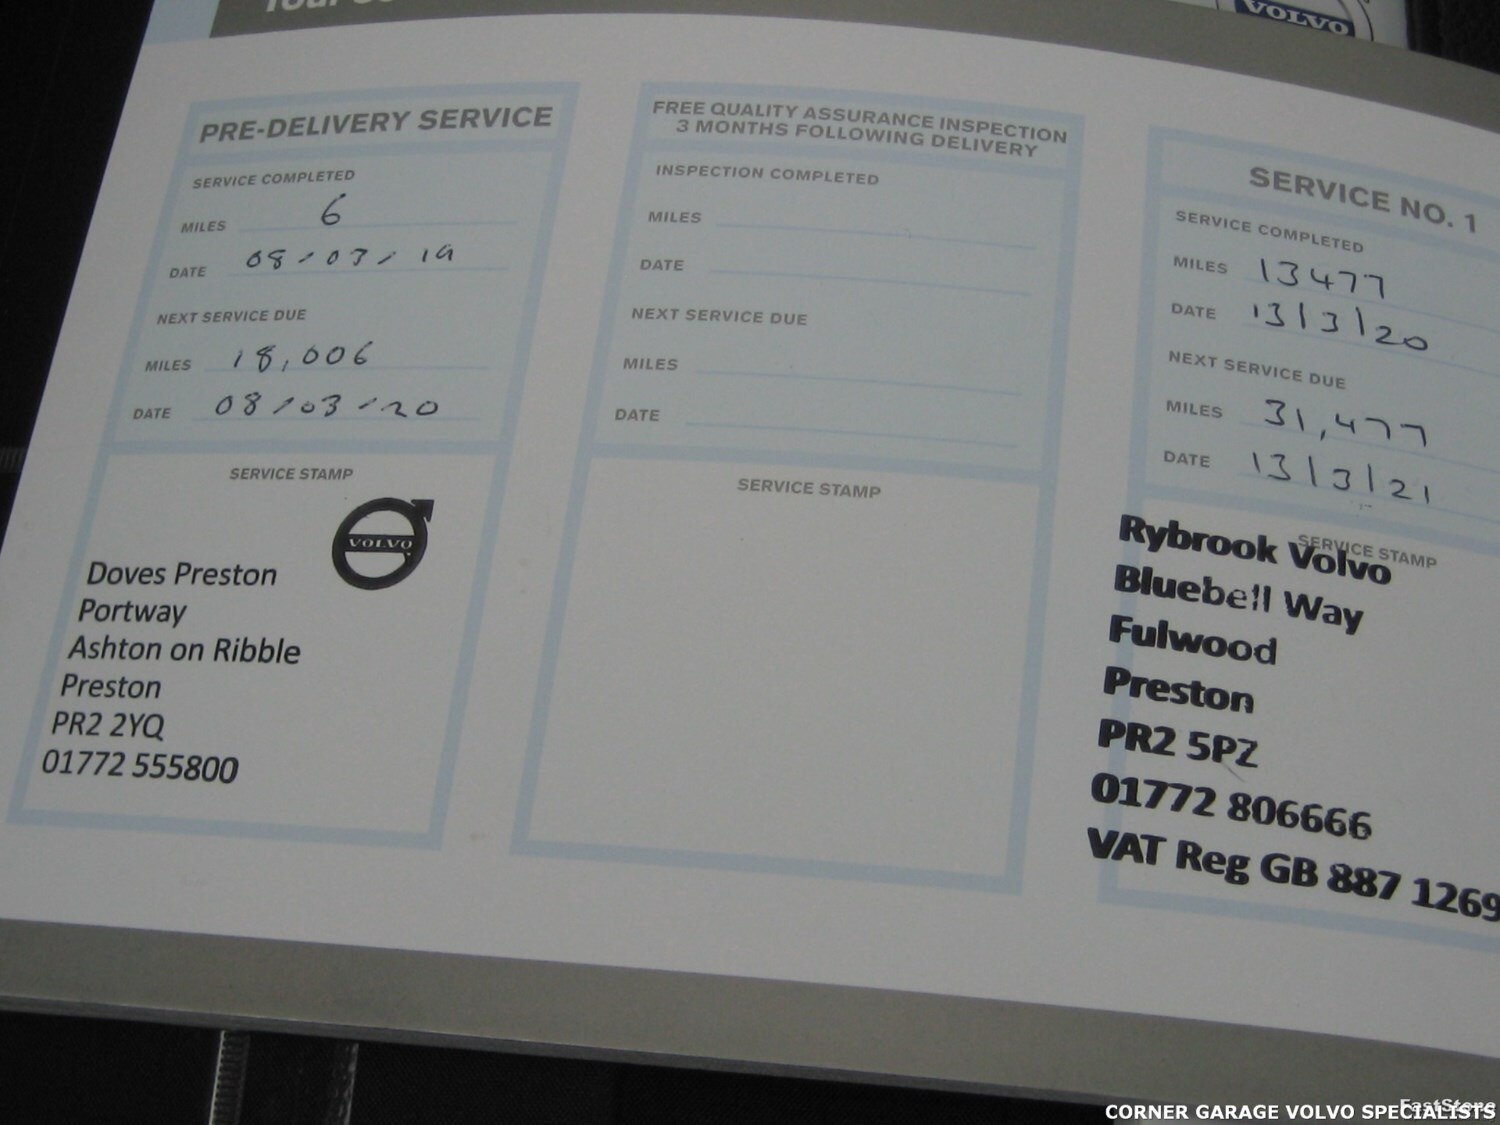 VOLVO
PRE-DELIVERY SERVICE
SERVICE COMPLETED
MILES 6
DATE 08/03/19
NEXT SERVICE DUE
MILES 18,006
DATE 08/03/20
SERVICE STAMP
VOLVO
Doves Preston
Portway
Ashton on Ribble
Preston
PR2 2YQ
01772 555800
FREE QUALITY ASSURANCE INSPECTION
3 MONTHS FOLLOWING DELIVERY
INSPECTION COMPLETED
MILES
DATE
NEXT SERVICE DUE
MILES
DATE
SERVICE STAMP
SERVICE NO. 1
SERVICE COMPLETED
MILES 13477
DATE 13/3/20
NEXT SERVICE DUE
MILES 31,477
DATE 13/3/21
SERVICE STAMP
Rybrook Volvo
Bluebell Way
Fulwood
Preston
PR2 5PZ
01772 806666
VAT Reg GB 887 1269
CORNER GARAGE VOLVO SPECIALISTS